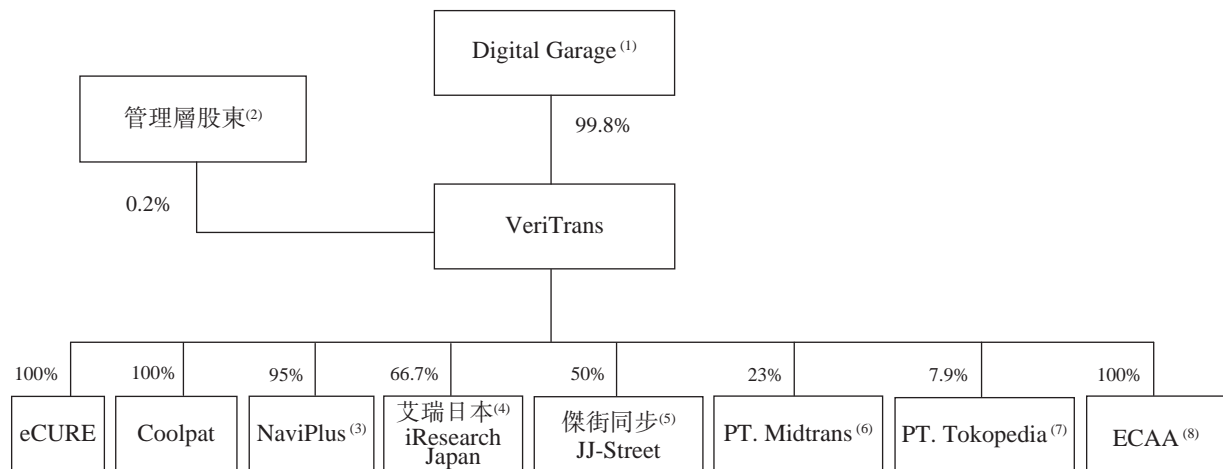 Digital Garage (1)
管理層股東(2)
99.8%
0.2%
VeriTrans
100%
100%
95%
66.7%
50%
23%
7.9%
100%
eCURE
Coolpat
NaviPlus (3)
艾瑞日本(4)
iResearch
Japan
傑街同步(5)
JJ-Street
PT. Midtrans (6)
PT. Tokopedia (7)
ECAA (8)